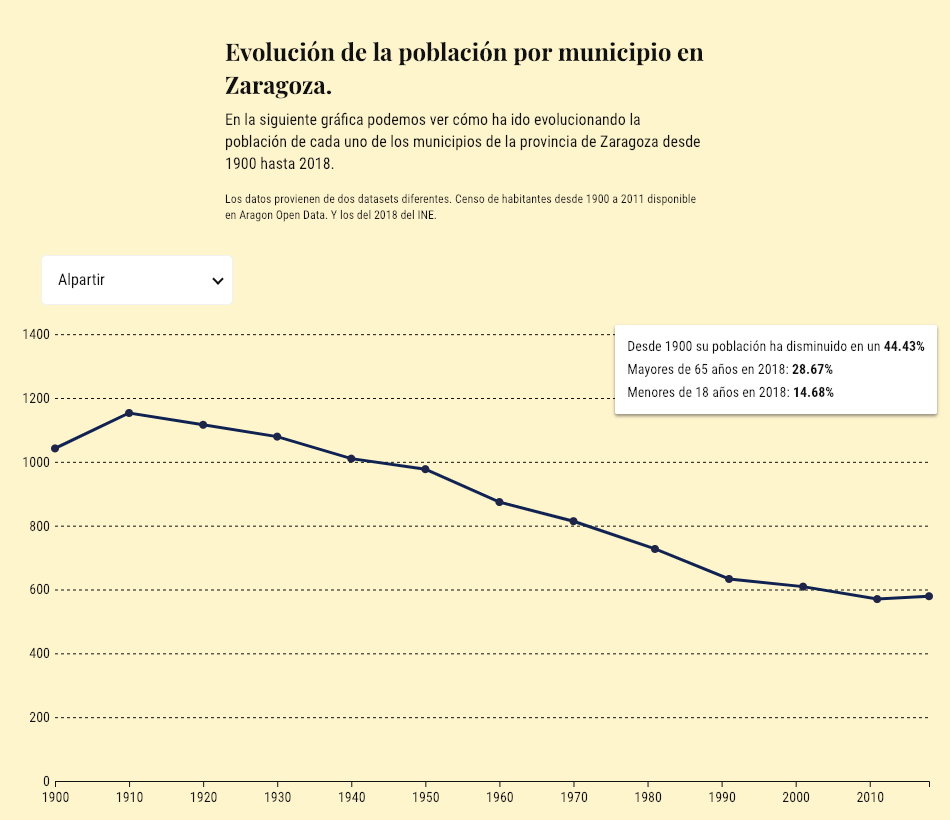 Evolución de la población por municipio en
Zaragoza.
En la siguiente gráfica podemos ver cómo ha ido evolucionando la
población de cada uno de los municipios de la provincia de Zaragoza desde
1900 hasta 2018.
Los datos provienen de dos datasets diferentes. Censo de habitantes desde 1900 a 2011 disponible
en Aragon Open Data. Y los del 2018 del INE.
Alpartir
Desde 1900 su población ha disminuido en un 44.43%
Mayores de 65 años en 2018: 28.67%
Menores de 18 años en 2018: 14.68%
1400
1200
1000
800
600
400
200
0
1900 1910 1920 1930 1940 1950 1960 1970 1980 1990 2000 2010